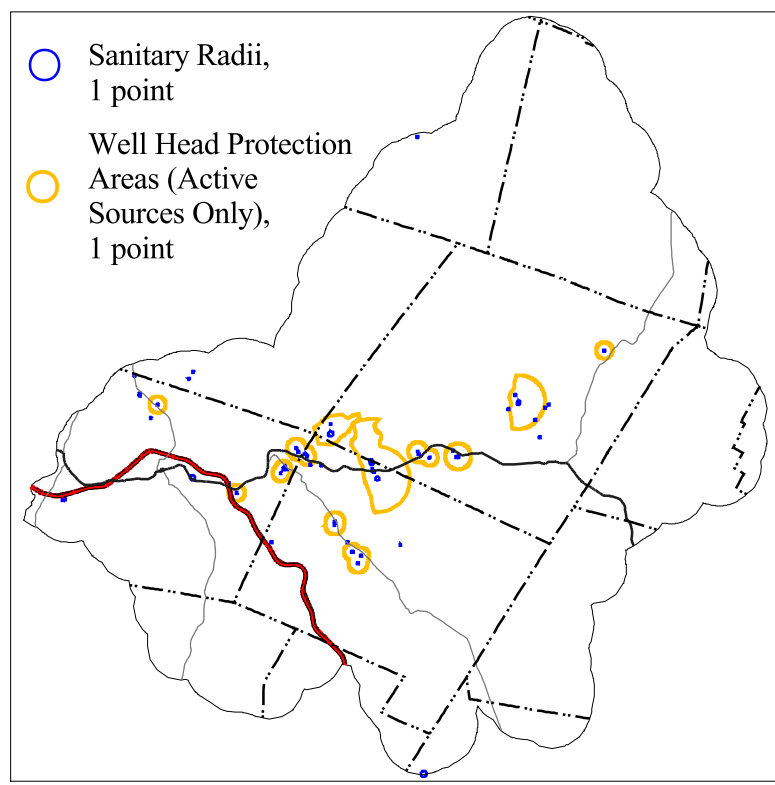 Sanitary Radii,
1 point
Well Head Protection
Areas (Active
Sources Only),
1 point